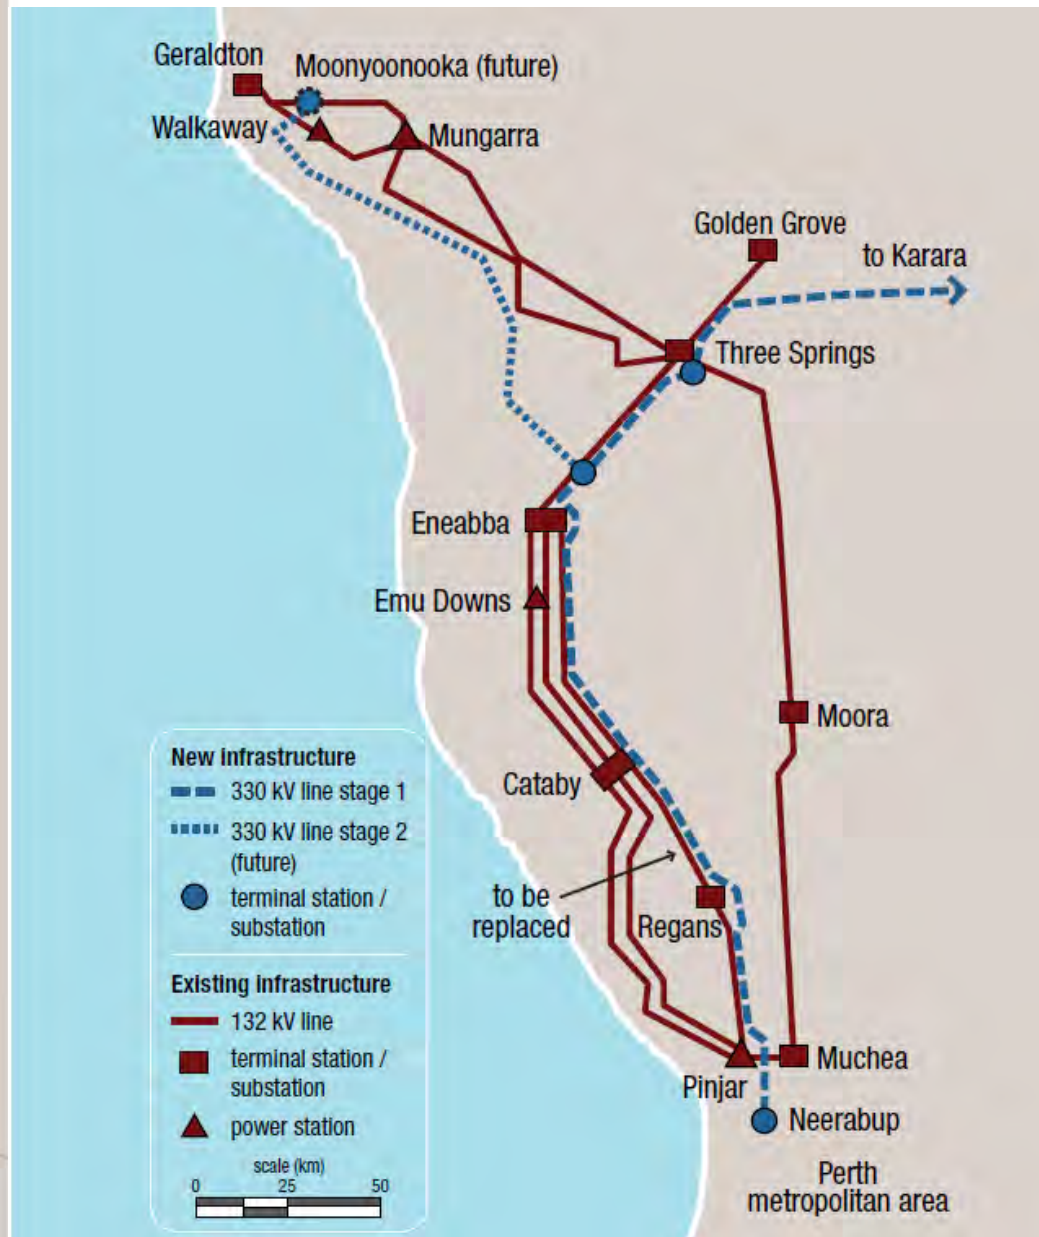 Geraldton
Moonyoonooka (future)
Walkaway
Mungarra
Golden Grove
to Karara
Three Springs
Eneabba
Emu Downs
Moora
Cataby
to be
replaced
Regans
Muchea
Pinjar
Neerabup
Perth
metropolitan area
New infrastructure
330 kV line stage 1
330 kV line stage 2
(future)
terminal station /
substation
Existing infrastructure
132 kV line
terminal station /
substation
power station
scale (km)
0 25 50